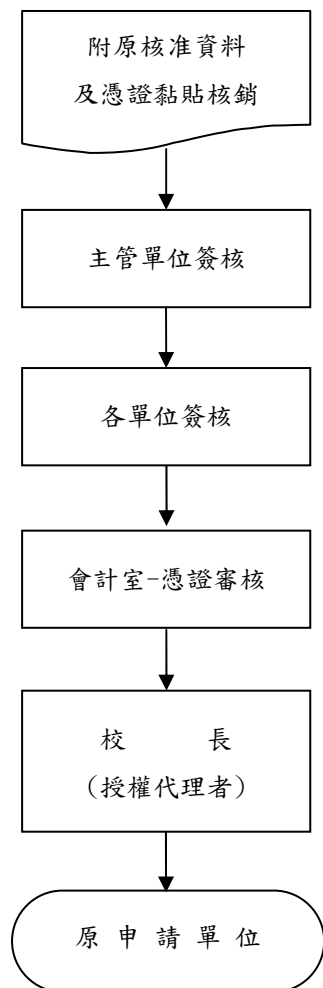 附原核准資料
及憑證黏貼核銷
主管單位簽核
各單位簽核
會計室-憑證審核
校　　長
(授權代理者)
原 申 請 單 位